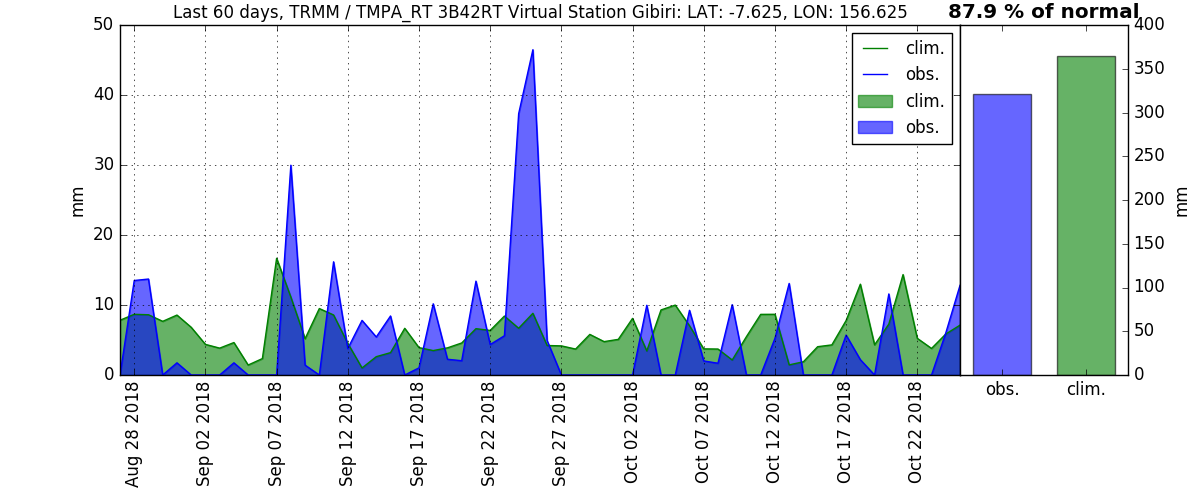 Last 60 days, TRMM / TMPA_RT 3B42RT Virtual Station Gibiri: LAT: -7.625, LON: 156.625
87.9 % of normal
50
40
30
20
10
0
mm
clim.
obs.
clim.
obs.
400
350
300
250
200
150
100
50
0
mm
obs.
clim.
Aug 28 2018
Sep 02 2018
Sep 07 2018
Sep 12 2018
Sep 17 2018
Sep 22 2018
Sep 27 2018
Oct 02 2018
Oct 07 2018
Oct 12 2018
Oct 17 2018
Oct 22 2018